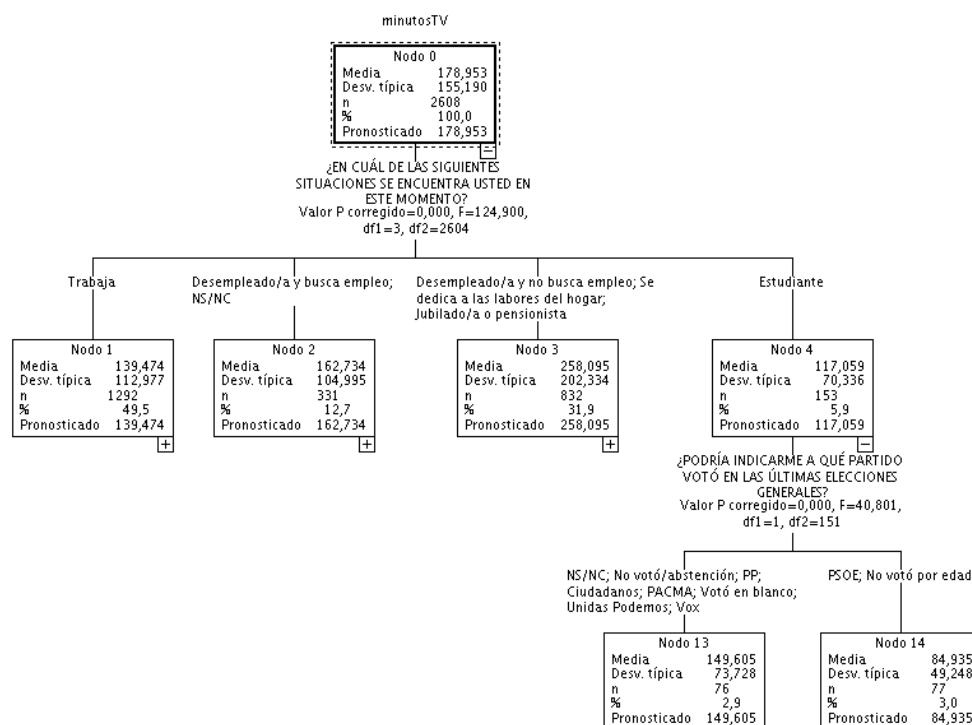 minutosTV
Nodo 0
Media 178,953
Desv. típica 155,190
n 2608
% 100,0
Pronosticado 178,953
¿EN CUÁL DE LAS SIGUIENTES
SITUACIONES SE ENCUENTRA USTED EN
ESTE MOMENTO?
Valor P corregido=0,000, F=124,900,
df1=3, df2=2604
Trabaja
Nodo 1
Media 139,474
Desv. típica 112,977
n 1292
% 49,5
Pronosticado 139,474
Desempleado/a y busca empleo;
NS/NC
Nodo 2
Media 162,734
Desv. típica 104,995
n 331
% 12,7
Pronosticado 162,734
Desempleado/a y no busca empleo; Se
dedica a las labores del hogar;
Jubilado/a o pensionista
Nodo 3
Media 258,095
Desv. típica 202,334
n 832
% 31,9
Pronosticado 258,095
Estudiante
Nodo 4
Media 117,059
Desv. típica 70,336
n 153
% 5,9
Pronosticado 117,059
¿PODRÍA INDICARME A QUÉ PARTIDO
VOTÓ EN LAS ÚLTIMAS ELECCIONES
GENERALES?
Valor P corregido=0,000, F=40,801,
df1=1, df2=151
NS/NC; No votó/abstención; PP;
Ciudadanos; PACMA; Votó en blanco;
Unidas Podemos; Vox
Nodo 13
Media 149,605
Desv. típica 73,728
n 76
% 2,9
Pronosticado 149,605
PSOE; No votó por edad
Nodo 14
Media 84,935
Desv. típica 49,248
n 77
% 3,0
Pronosticado 84,935